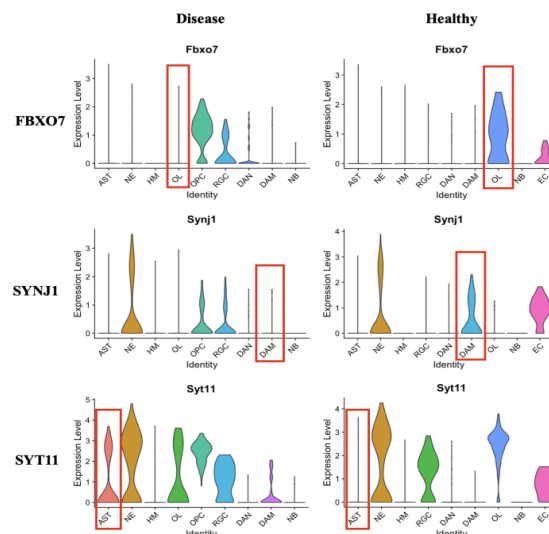 Disease Healthy
Fbxo7 Fbxo7
FBXO7
Expression Level
3
2
1
0
AST NE HM OL OPC RGC DAN DAM NB
Identity
Expression Level
3
2
1
0
AST NE HM RGC DAN DAM OL NB EC
Identity
Synj1 Synj1
SYNJ1
Expression Level
3
2
1
0
AST NE HM OL OPC RGC DAN DAM NB
Identity
Expression Level
4
3
2
1
0
AST NE HM RGC DAN DAM OL NB EC
Identity
Syt11 Syt11
SYT11
Expression Level
5
4
3
2
1
0
AST NE HM OL OPC RGC DAN DAM NB
Identity
Expression Level
4
3
2
1
0
AST NE HM RGC DAN DAM OL NB EC
Identity